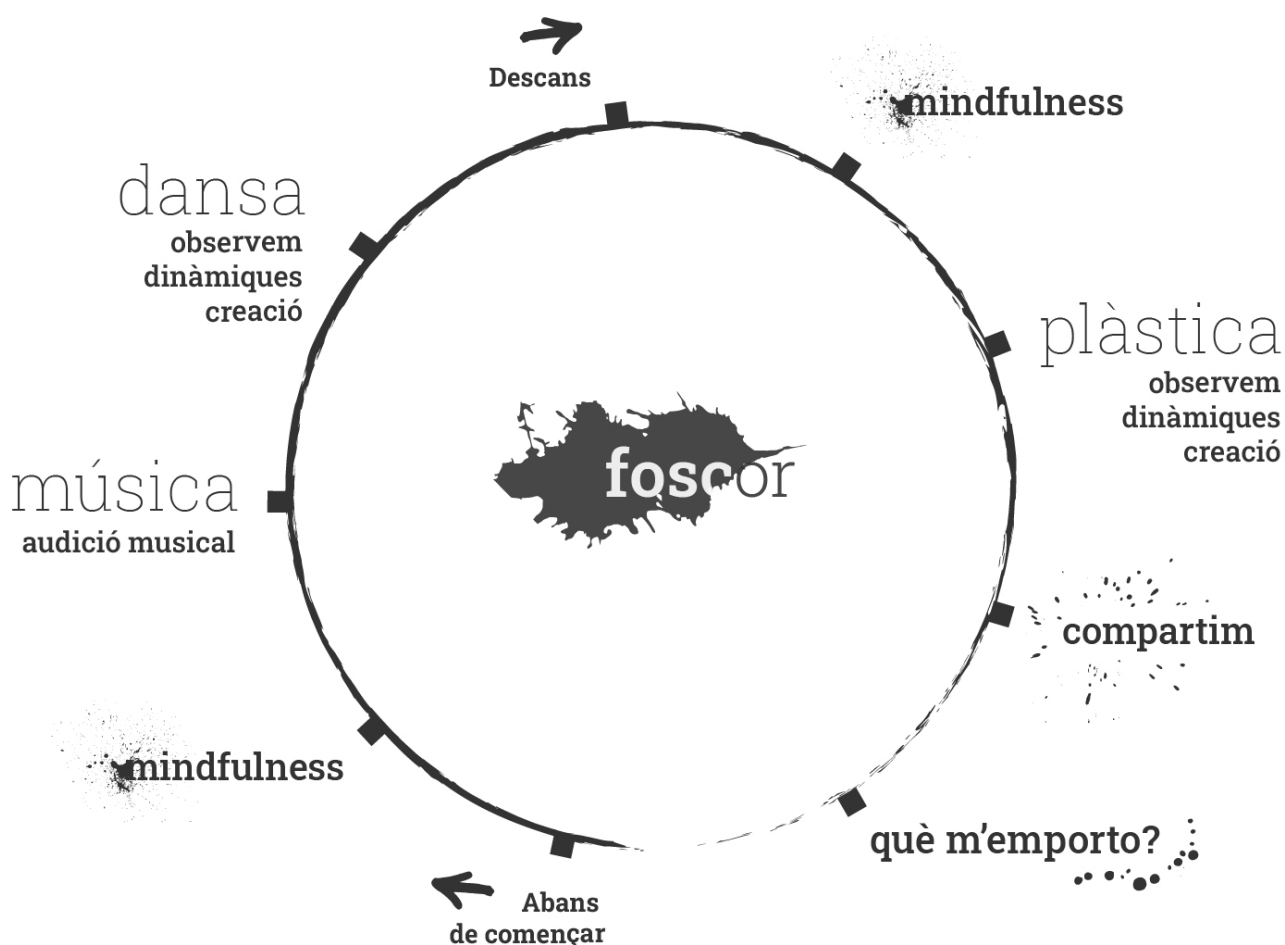 Descans
mindfulness
dansa
observem
dinàmiques
creació
plàstica
observem
dinàmiques
creació
foscor
música
audició musical
compartim
mindfulness
què m’emporto?
Abans
de començar